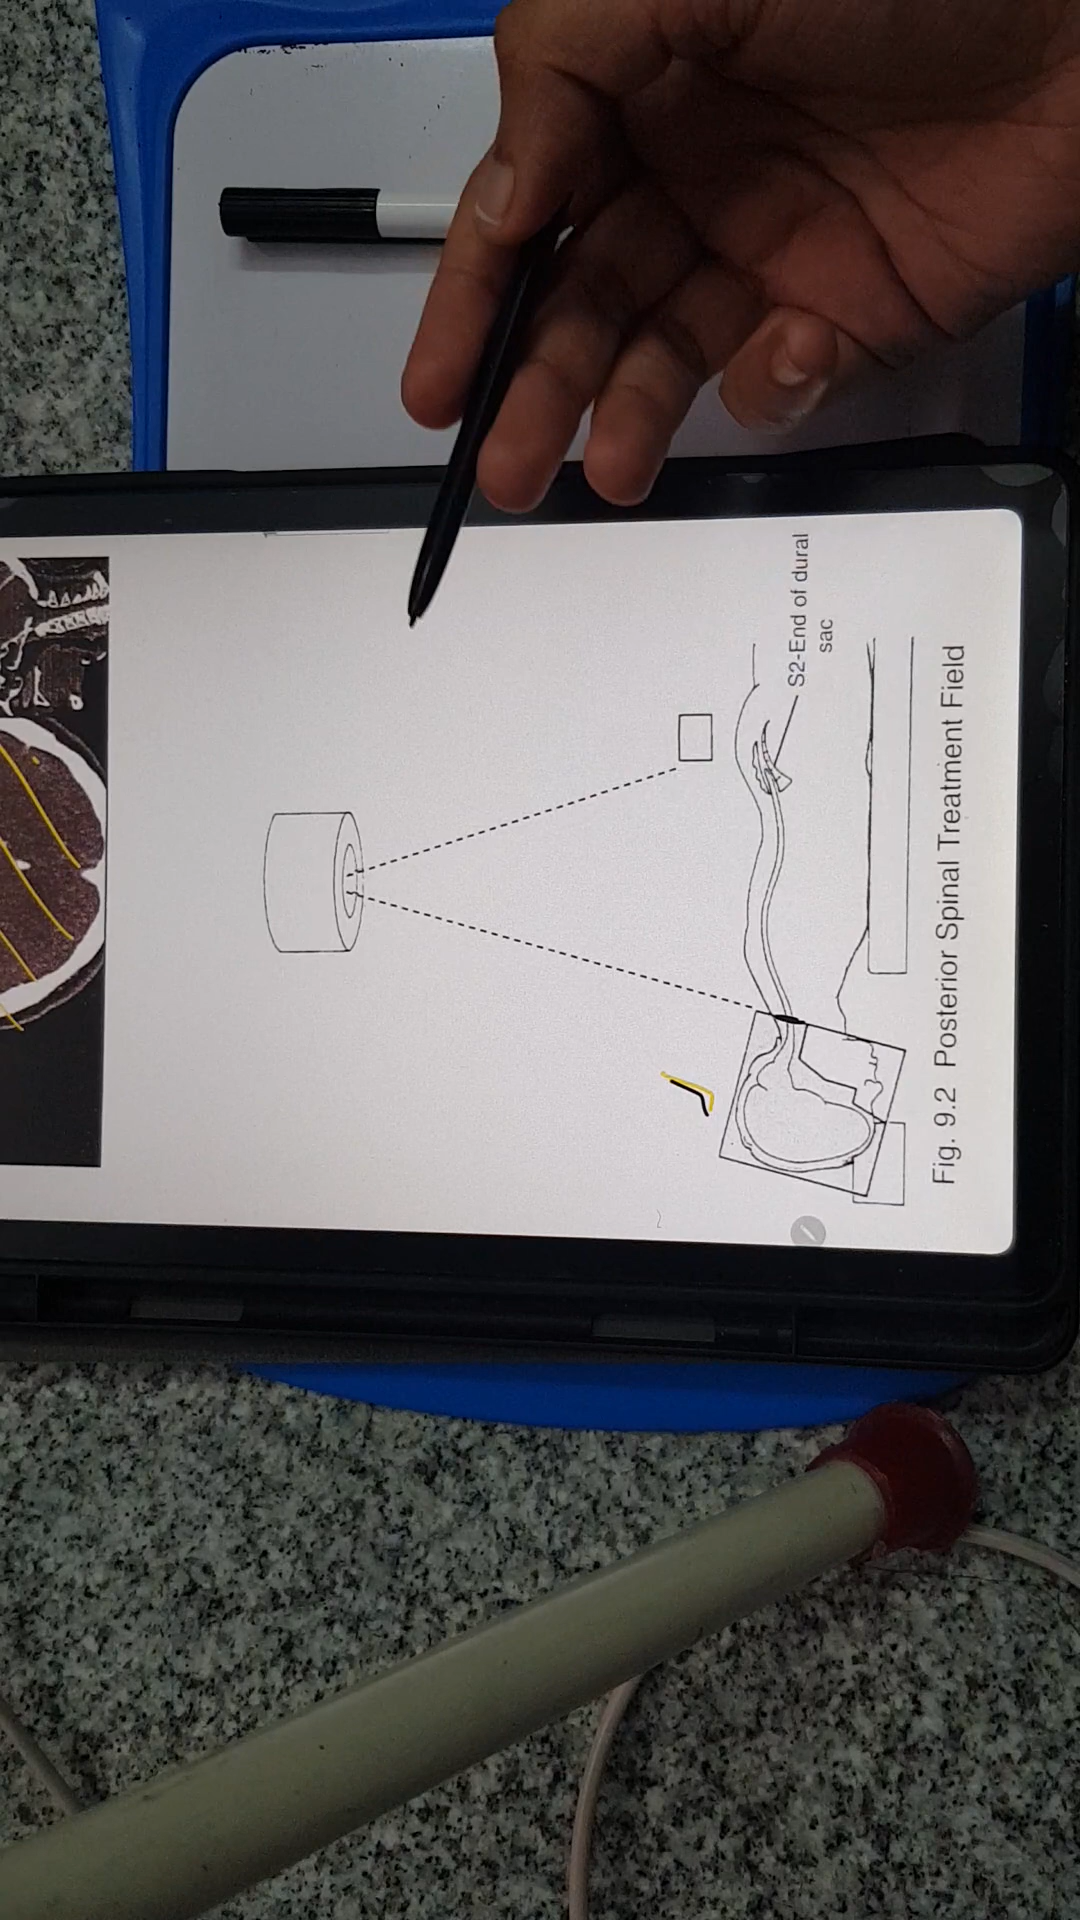 S2-End of dural
sac
Fig. 9.2 Posterior Spinal Treatment Field